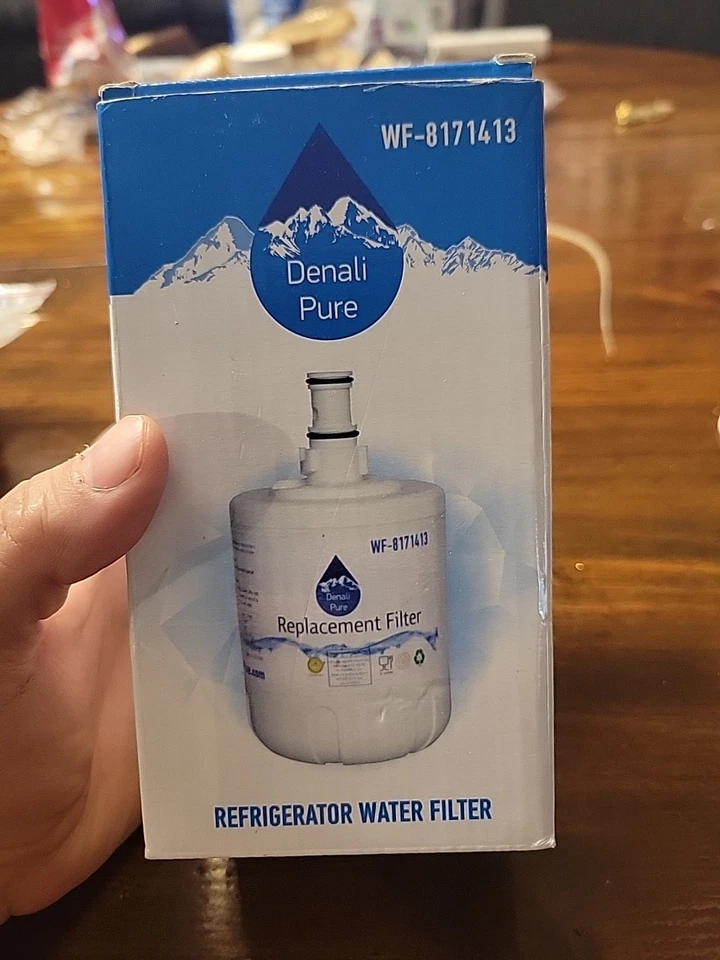 WF-8171413
Denali
Pure
WF-8171413
Denali
Pure
Replacement Filter
REFRIGERATOR WATER FILTER